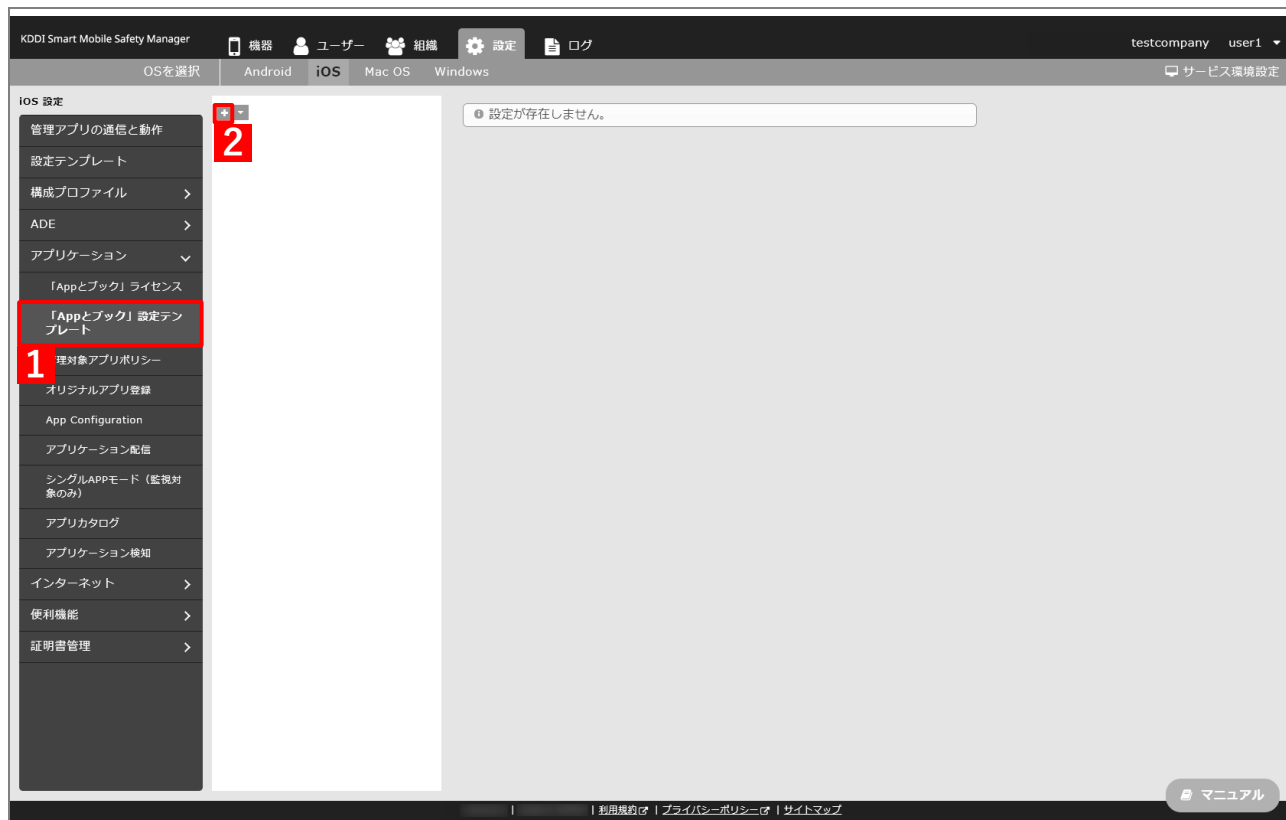 KDDI Smart Mobile Safety Manager
機器
ユーザー
組織
設定
ログ
testcompany user1
OSを選択
Android
iOS
Mac OS
Windows
サービス環境設定
iOS 設定
管理アプリの通信と動作
設定テンプレート
構成プロファイル
ADE
アプリケーション
「Appとブック」ライセンス
「Appとブック」設定テン
プレート
1
理対象アプリポリシー
オリジナルアプリ登録
App Configuration
アプリケーション配信
シングルAPPモード（監視対
象のみ）
アプリカタログ
アプリケーション検知
インターネット
便利機能
証明書管理
2
設定が存在しません。
マニュアル
| | 利用規約 | プライバシーポリシー | サイトマップ